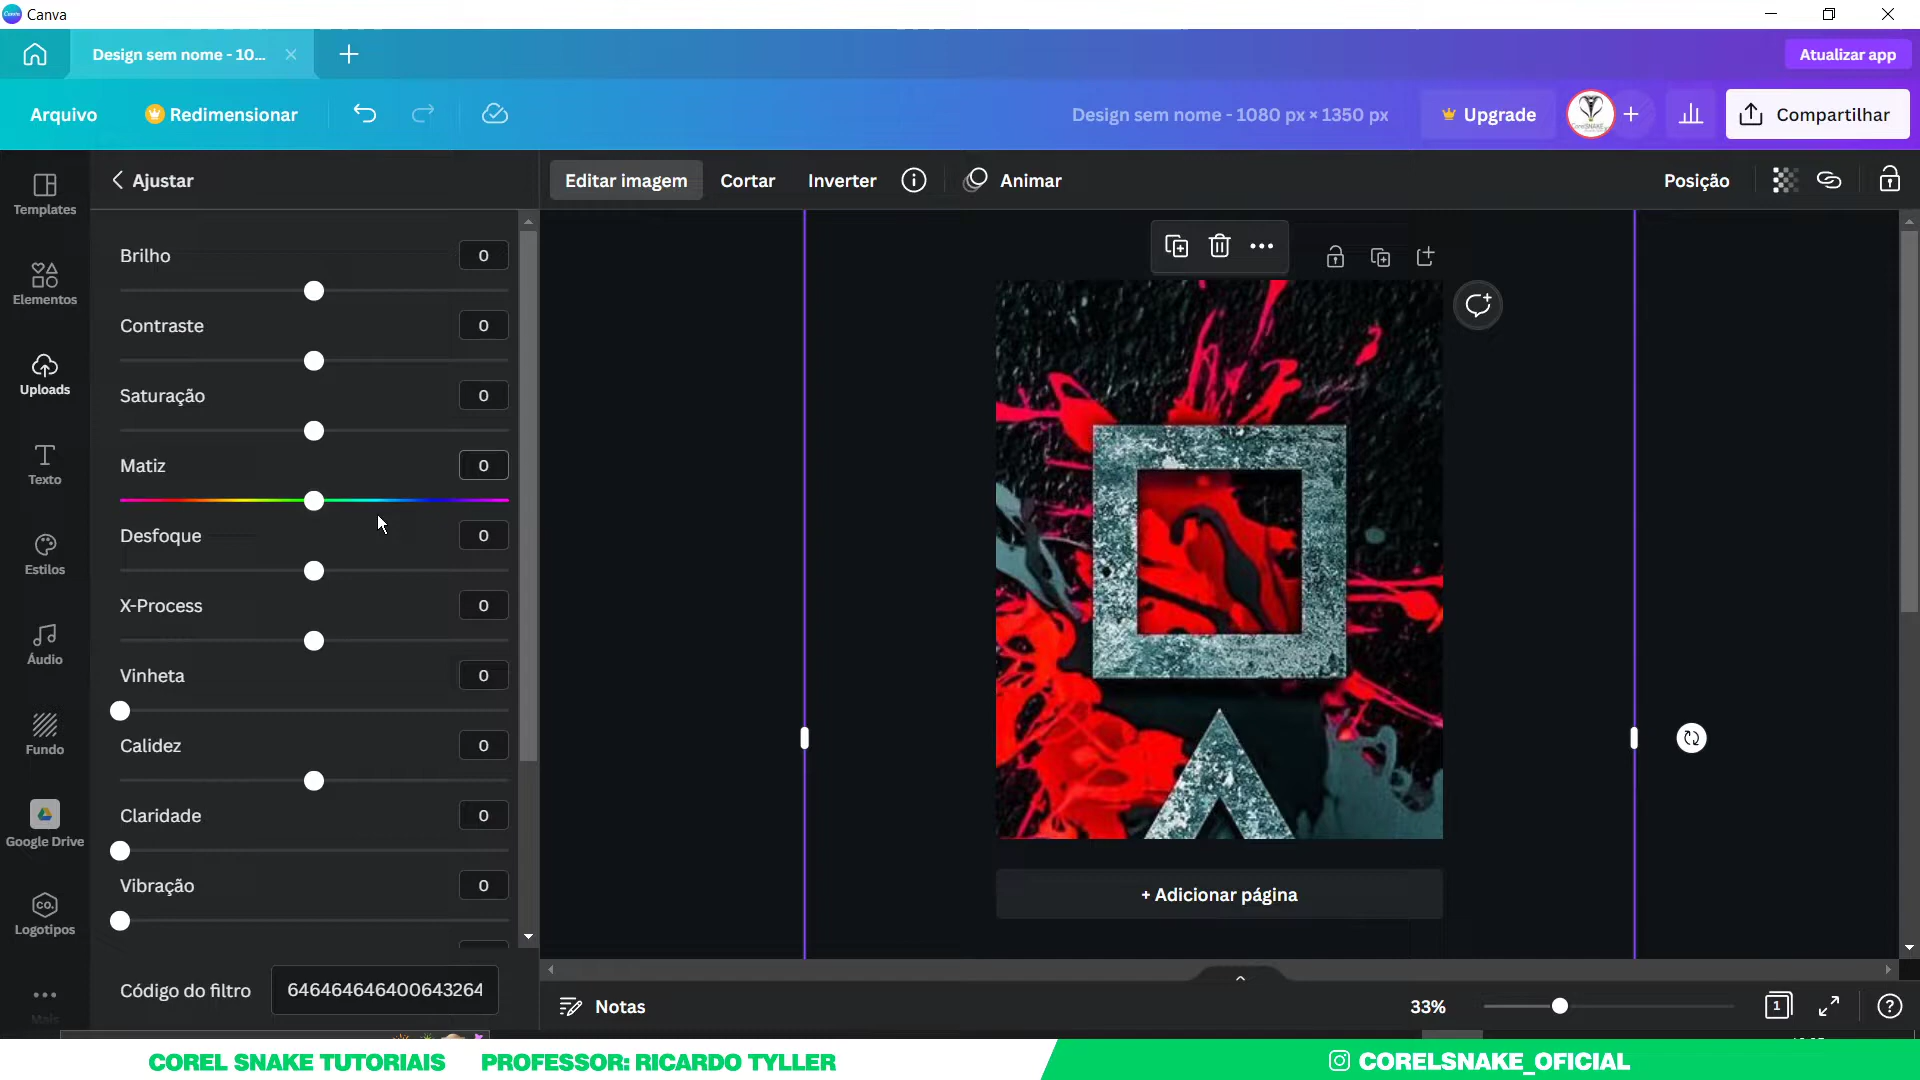 Canva
Design sem nome - 10...
Atualizar app
Arquivo
Redimensionar
Design sem nome - 1080 px × 1350 px
Upgrade
Compartilhar
Ajustar
Editar imagem
Cortar
Inverter
Animar
Posição
Templates
Elementos
Uploads
Texto
Estilos
Áudio
Fundo
Google Drive
CO.
Logotipos
Mais
Brilho 0
Contraste 0
Saturação 0
Matiz 0
Desfoque 0
X-Process 0
Vinheta 0
Calidez 0
Claridade 0
Vibração 0
Código do filtro 646464646400643264
+ Adicionar página
Notas
33%
1
COREL SNAKE TUTORIAIS PROFESSOR: RICARDO TYLLER
CORELSNAKE_OFICIAL